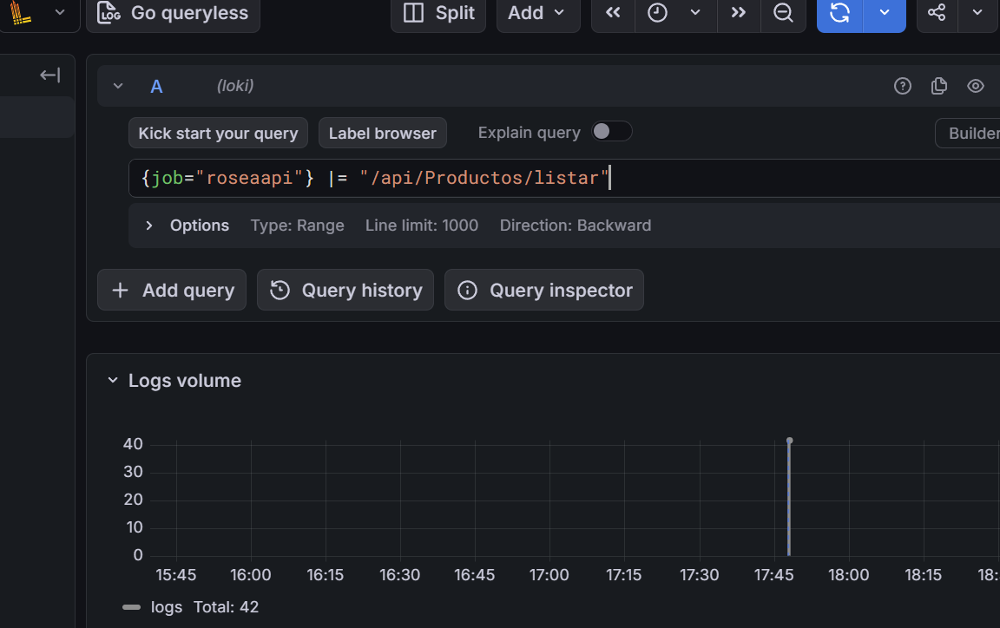 LOG Go queryless Split Add
A (loki)
Kick start your query Label browser Explain query Builder
{job="roseaapi"} |= "/api/Productos/listar"
Options Type: Range Line limit: 1000 Direction: Backward
+ Add query Query history Query inspector
Logs volume
40
30
20
10
0
15:45 16:00 16:15 16:30 16:45 17:00 17:15 17:30 17:45 18:00 18:15 18:
logs Total: 42